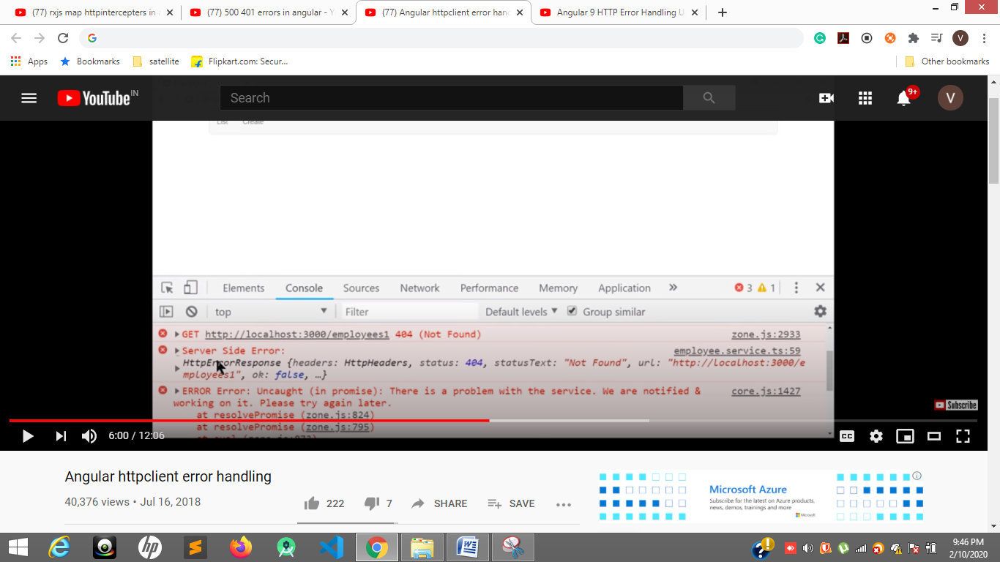 (77) rxjs map httpintercepters in
(77) 500 401 errors in angular - Y
(77) Angular httpclient error han
Angular 9 HTTP Error Handling U
Apps
Bookmarks
satellite
Flipkart.com: Secur...
Other bookmarks
V
YouTube IN
Search
9+
V
List Create
Elements Console Sources Network Performance Memory Application » 3 1
top Filter Default levels Group similar
GET http://localhost:3000/employees1 404 (Not Found) zone.js:2933
Server Side Error: employee.service.ts:59
HttpErrorResponse {headers: HttpHeaders, status: 404, statusText: "Not Found", url: "http://localhost:3000/e
mployees1", ok: false, …}
ERROR Error: Uncaught (in promise): There is a problem with the service. We are notified & core.js:1427
working on it. Please try again later.
at resolvePromise (zone.js:824)
at resolvePromise (zone.js:795)
Subscribe
6:00 / 12:06
CC
Angular httpclient error handling
40,376 views • Jul 16, 2018
222 7 SHARE SAVE
Microsoft Azure
Subscribe for the latest on Azure products,
news, demos, trainings and more
Microsoft
9:46 PM
2/10/2020